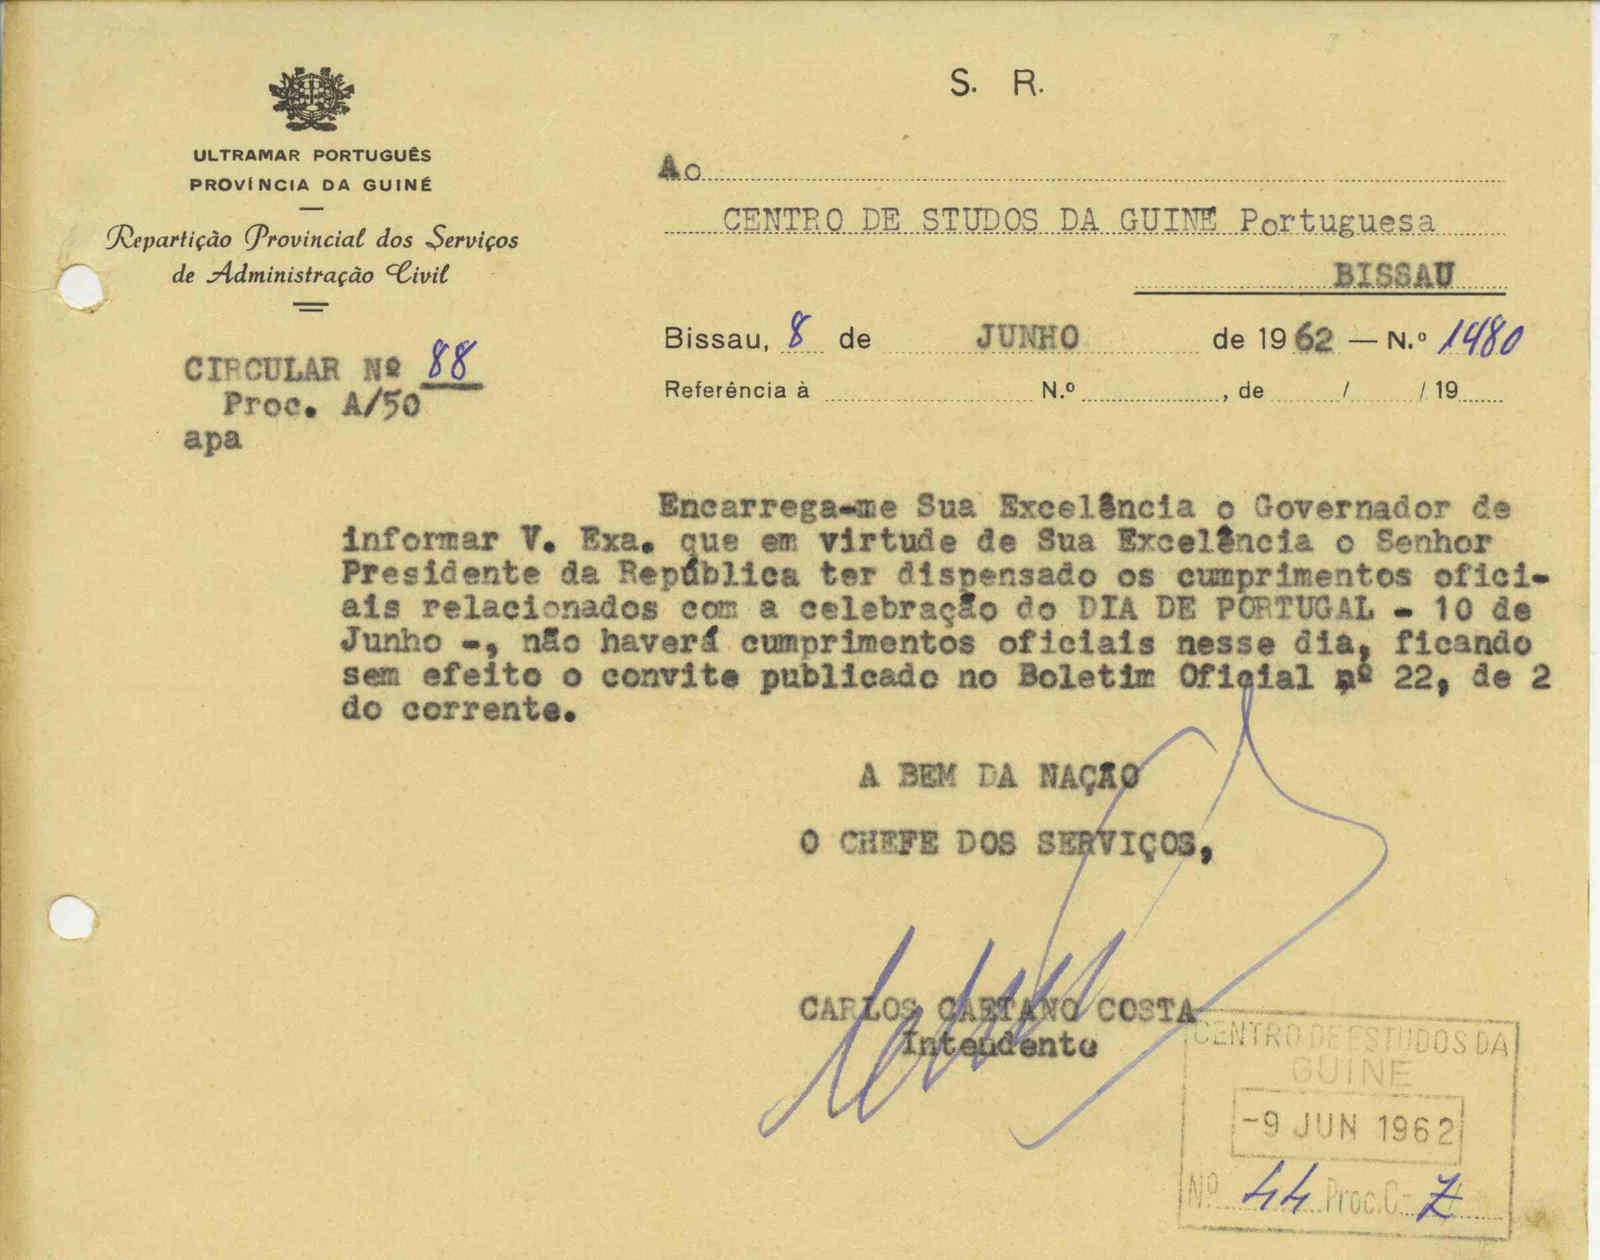 S. R.
ULTRAMAR PORTUGUÊS
PROVÍNCIA DA GUINÉ
Repartição Provincial dos Serviços
de Administração Civil
CIRCULAR Nº 88
Proc. A/50
apa
Ao
CENTRO DE STUDOS DA GUINÉ Portuguesa
BISSAU
Bissau, 8 de JUNHO de 1962 — N.º 1480
Referência à N.º , de / / 19
Encarrega-me Sua Excelência o Governador de
informar V. Exa. que em virtude de Sua Excelência o Senhor
Presidente da República ter dispensado os cumprimentos ofici-
ais relacionados com a celebração do DIA DE PORTUGAL - 10 de
Junho -, não haverá cumprimentos oficiais nesse dia, ficando
sem efeito o convite publicado no Boletim Oficial nº 22, de 2
do corrente.
A BEM DA NAÇÃO
O CHEFE DOS SERVIÇOS,
CARLOS CAETANO COSTA
Intendente
CENTRO DE ESTUDOS DA
GUINÉ
-9 JUN 1962
Nº 44 Proc. C- Z